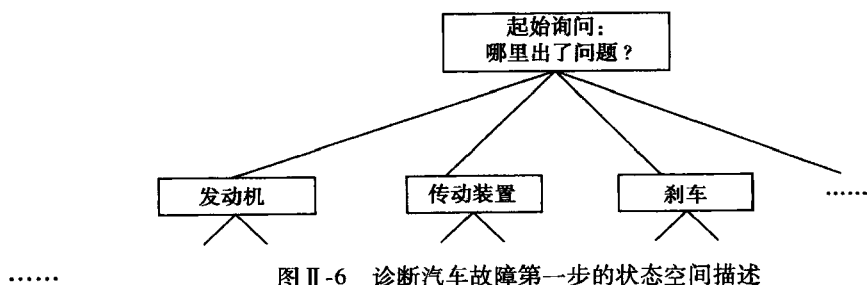 起始询问：
哪里出了问题？
发动机
传动装置
刹车
……
……
图Ⅱ-6 诊断汽车故障第一步的状态空间描述